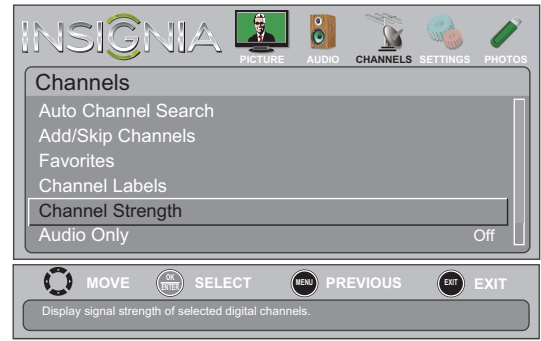 INSIGNIA
PICTURE AUDIO CHANNELS SETTINGS PHOTOS
Channels
Auto Channel Search
Add/Skip Channels
Favorites
Channel Labels
Channel Strength
Audio Only Off
MOVE OK ENTER SELECT MENU PREVIOUS EXIT EXIT
Display signal strength of selected digital channels.